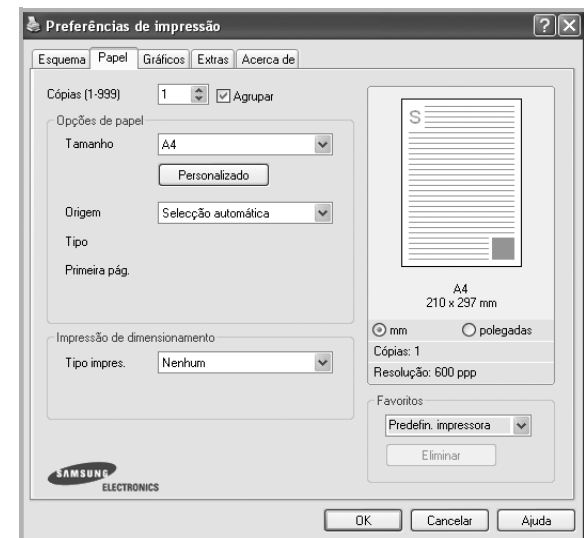 Preferências de impressão
Esquema Papel Gráficos Extras Acerca de
Cópias (1-999) 1 Agrupar
Opções de papel
Tamanho A4
Personalizado
Origem Selecção automática
Tipo
Primeira pág.
Impressão de dimensionamento
Tipo impres. Nenhum
SAMSUNG
ELECTRONICS
S
A4
210 x 297 mm
mm polegadas
Cópias: 1
Resolução: 600 ppp
Favoritos
Predefin. impressora
Eliminar
OK Cancelar Ajuda